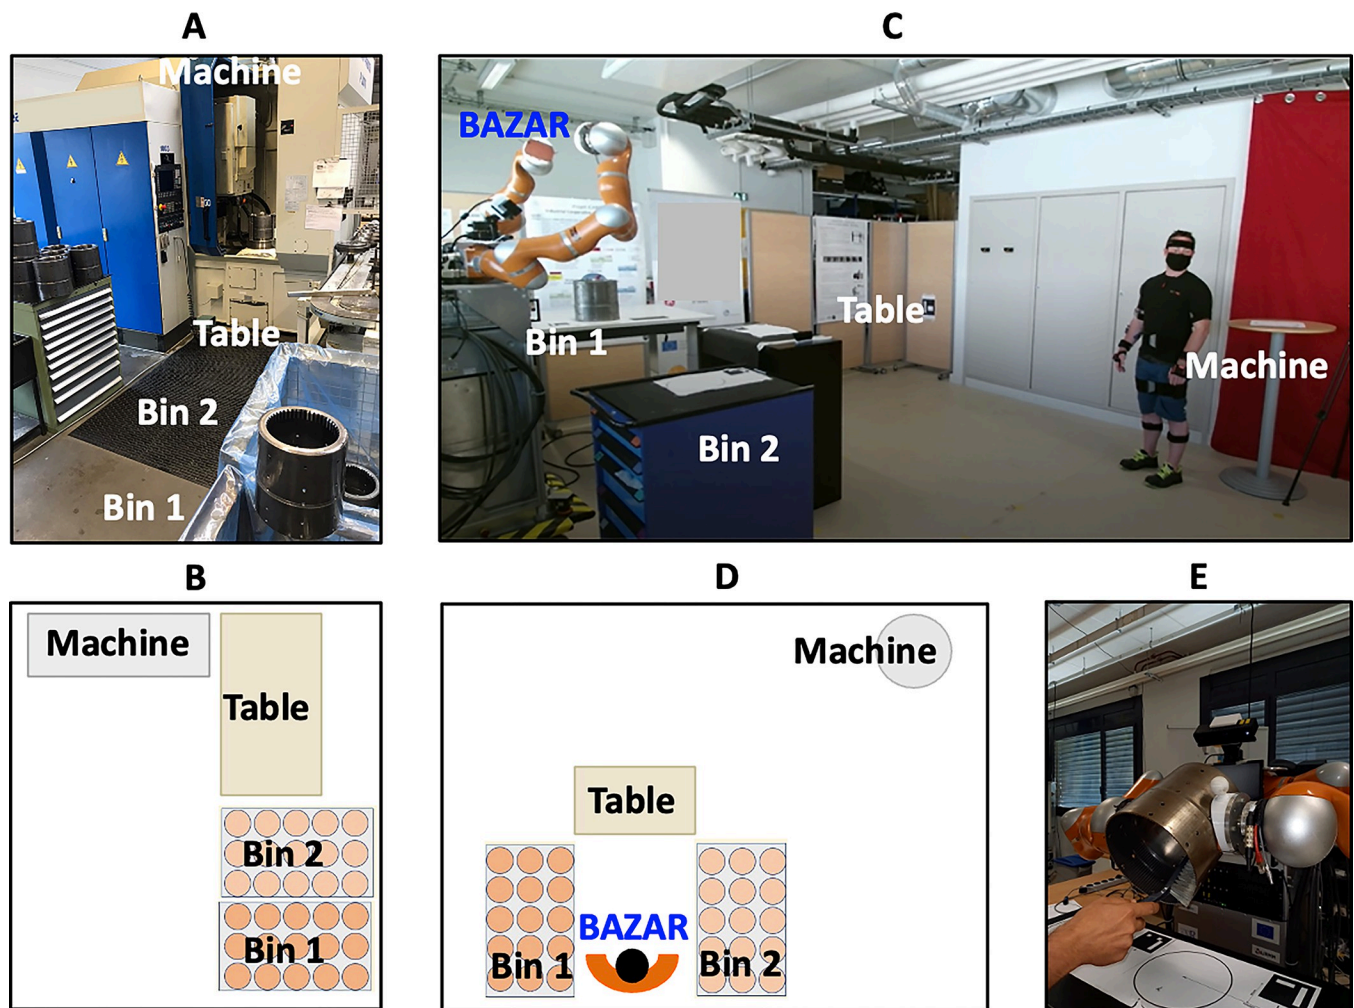 A
C
Machine
BAZAR
Table
Bin 2
Bin 1
Bin 1
Table
Machine
Bin 2
B
D
E
Machine
Table
Bin 2
Bin 1
Machine
Table
BAZAR
Bin 1
Bin 2